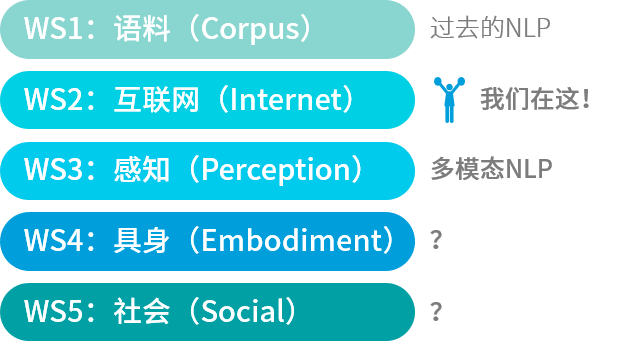 WS1：语料（Corpus） 过去的NLP
WS2：互联网（Internet） 我们在这！
WS3：感知（Perception） 多模态NLP
WS4：具身（Embodiment） ？
WS5：社会（Social） ？